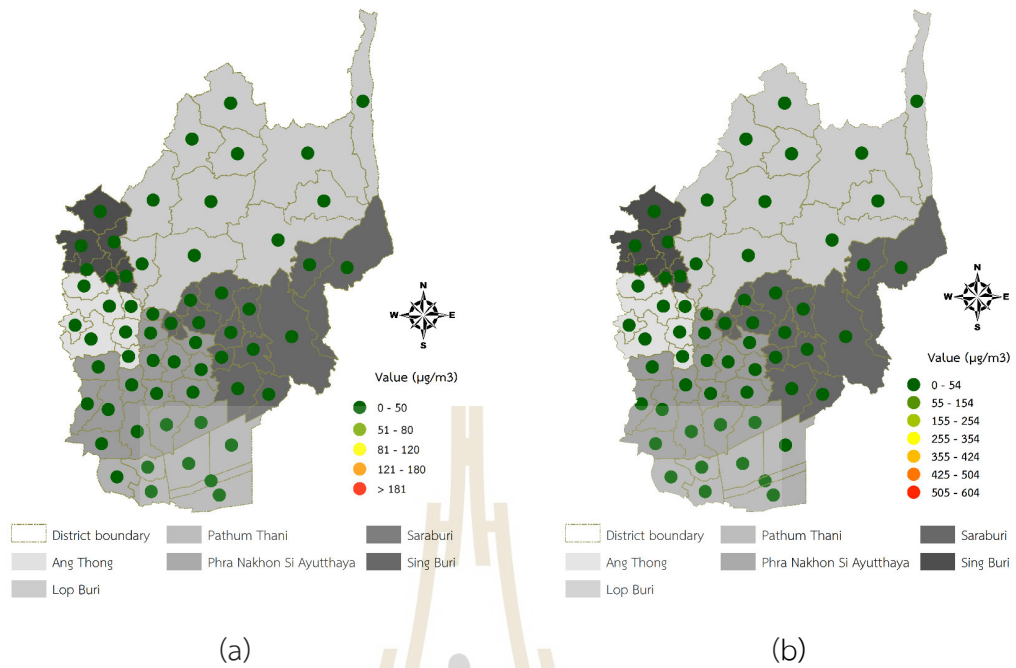 N
W E
S
Value (µg/m3)
0 - 50
51 - 80
81 - 120
121 - 180
> 181
District boundary
Pathum Thani
Saraburi
Ang Thong
Phra Nakhon Si Ayutthaya
Sing Buri
Lop Buri
(a)
N
W E
S
Value (µg/m3)
0 - 54
55 - 154
155 - 254
255 - 354
355 - 424
425 - 504
505 - 604
District boundary
Pathum Thani
Saraburi
Ang Thong
Phra Nakhon Si Ayutthaya
Sing Buri
Lop Buri
(b)